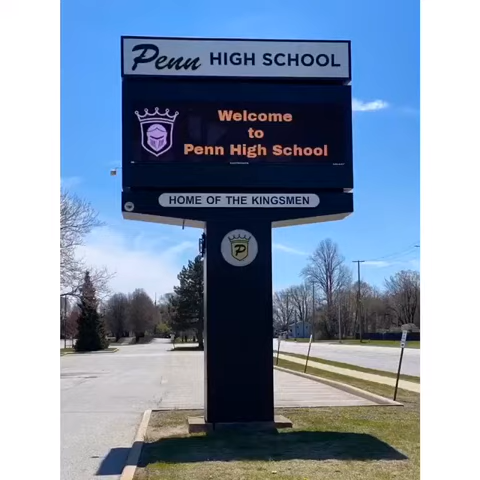 Penn HIGH SCHOOL
Welcome
to
Penn High School
HOME OF THE KINGSMEN
P